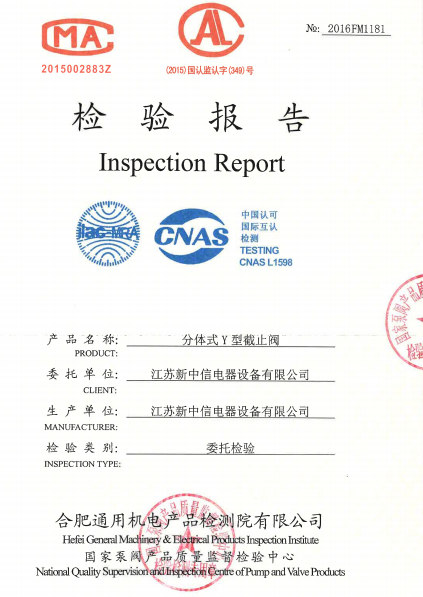 MA
AL
№: 2016FM1181
2015002883Z
(2015)国认监认字(349)号
检验报告
Inspection Report
ilac-MRA
CNAS
中国认可
国际互认
检测
TESTING
CNAS L1598
产品名称: 分体式Y型截止阀
PRODUCT:
委托单位: 江苏新中信电器设备有限公司
CLIENT:
生产单位: 江苏新中信电器设备有限公司
MANUFACTURER:
检验类别: 委托检验
INSPECTION TYPE:
合肥通用机电产品检测院有限公司
Hefei General Machinery & Electrical Products Inspection Institute
国家泵阀产品质量监督检验中心
National Quality Supervision and Inspection Centre of Pump and Valve Products